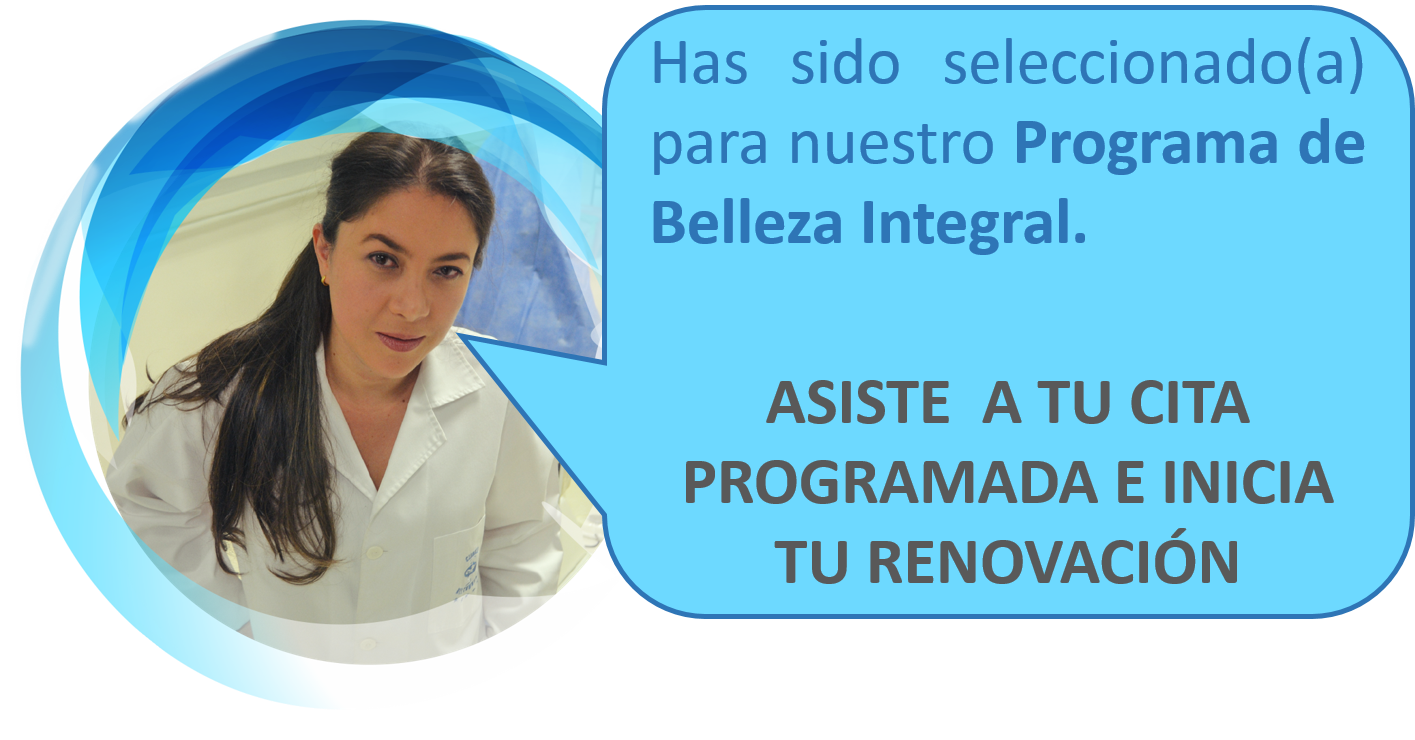 Has sido seleccionado(a)
para nuestro Programa de
Belleza Integral.
ASISTE A TU CITA
PROGRAMADA E INICIA
TU RENOVACIÓN